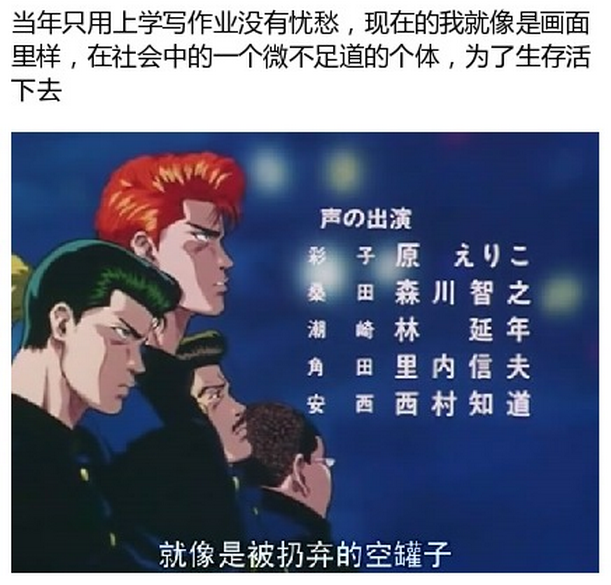 当年只用上学写作业没有忧愁，现在的我就像是画面
里样，在社会中的一个微不足道的个体，为了生存活
下去
声の出演
彩子 原えりこ
桑田 森川智之
潮崎 林延年
角田 里内信夫
安西 西村知道
就像是被扔弃的空罐子